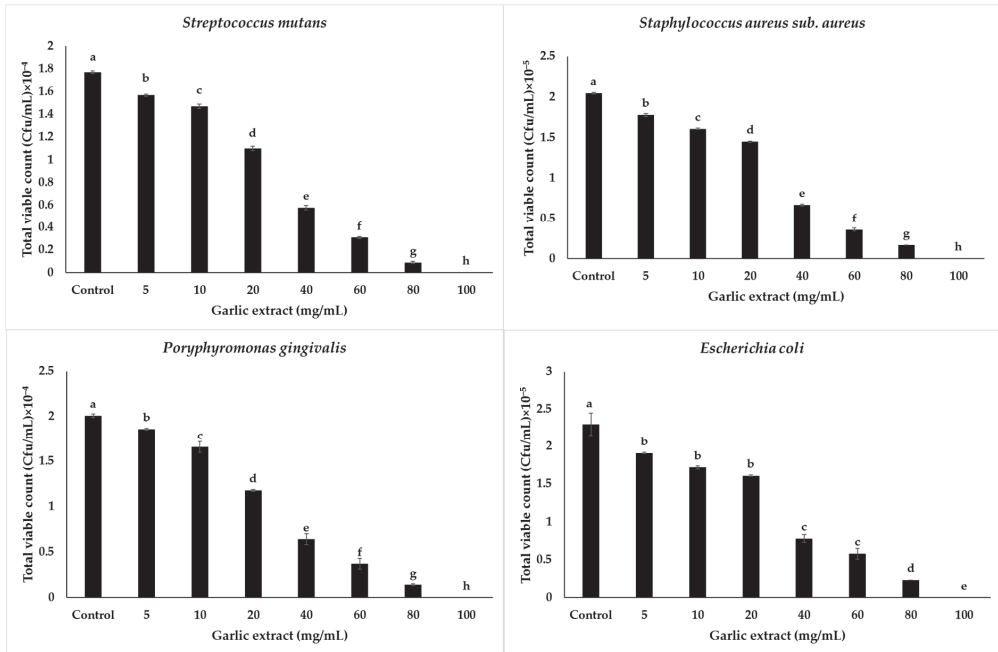 Streptococcus mutans
Total viable count (Cfu/mL)×10⁻⁴
2
1.8
1.6
1.4
1.2
1
0.8
0.6
0.4
0.2
0
a
b
c
d
e
f
g
h
Control 5 10 20 40 60 80 100
Garlic extract (mg/mL)
Staphylococcus aureus sub. aureus
Total viable count (Cfu/mL)×10⁻⁵
2.5
2
1.5
1
0.5
0
a
b
c
d
e
f
g
h
Control 5 10 20 40 60 80 100
Garlic extract (mg/mL)
Poryphyromonas gingivalis
Total viable count (Cfu/mL)×10⁻⁴
2.5
2
1.5
1
0.5
0
a
b
c
d
e
f
g
h
Control 5 10 20 40 60 80 100
Garlic extract (mg/mL)
Escherichia coli
Total viable count (Cfu/mL)×10⁻⁵
3
2.5
2
1.5
1
0.5
0
a
b
b
b
c
c
d
e
Control 5 10 20 40 60 80 100
Garlic extract (mg/mL)